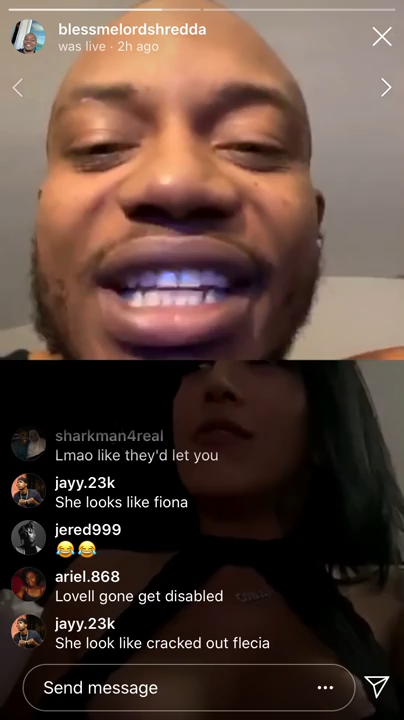 blessmelordshredda
was live · 2h ago
sharkman4real
Lmao like they'd let you
jayy.23k
She looks like fiona
jered999
😂😂
ariel.868
Lovell gone get disabled
jayy.23k
She look like cracked out flecia
Send message